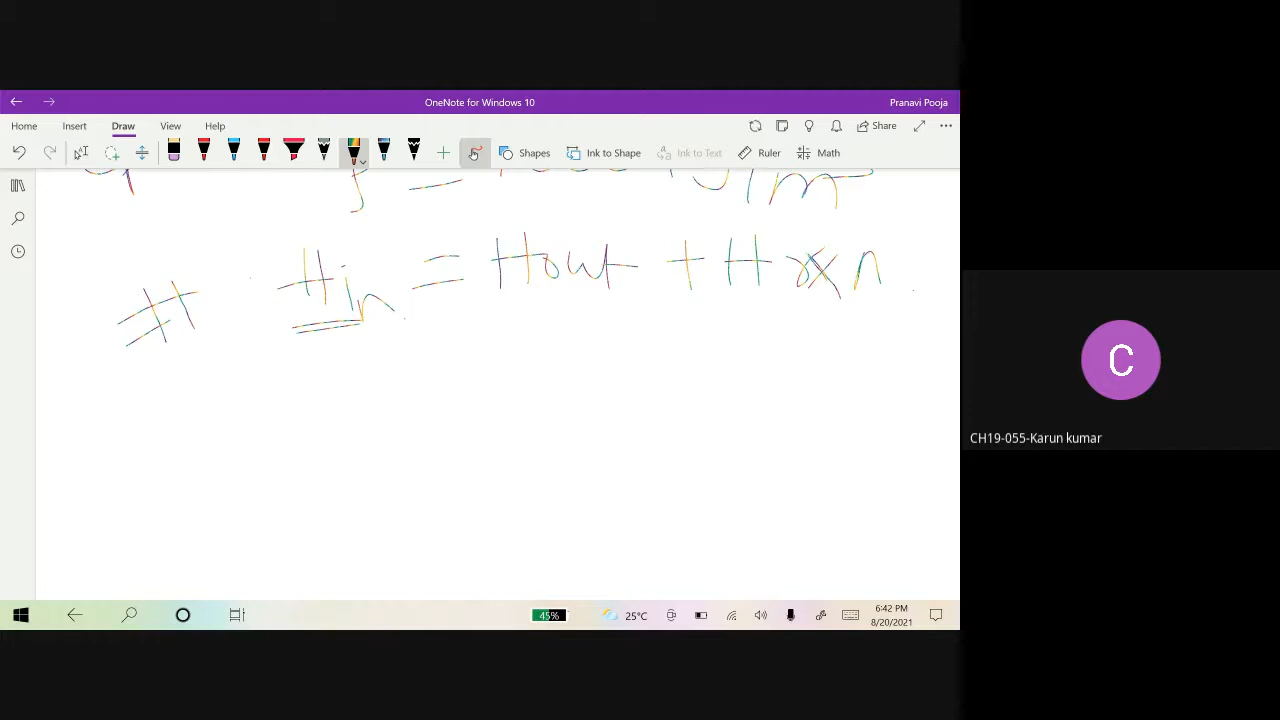 OneNote for Windows 10
Pranavi Pooja
Home Insert Draw View Help
Share
Shapes Ink to Shape Ink to Text Ruler Math
Hin = Hout + H rxn
C
CH19-055-Karun kumar
45%
25°C
6:42 PM
8/20/2021